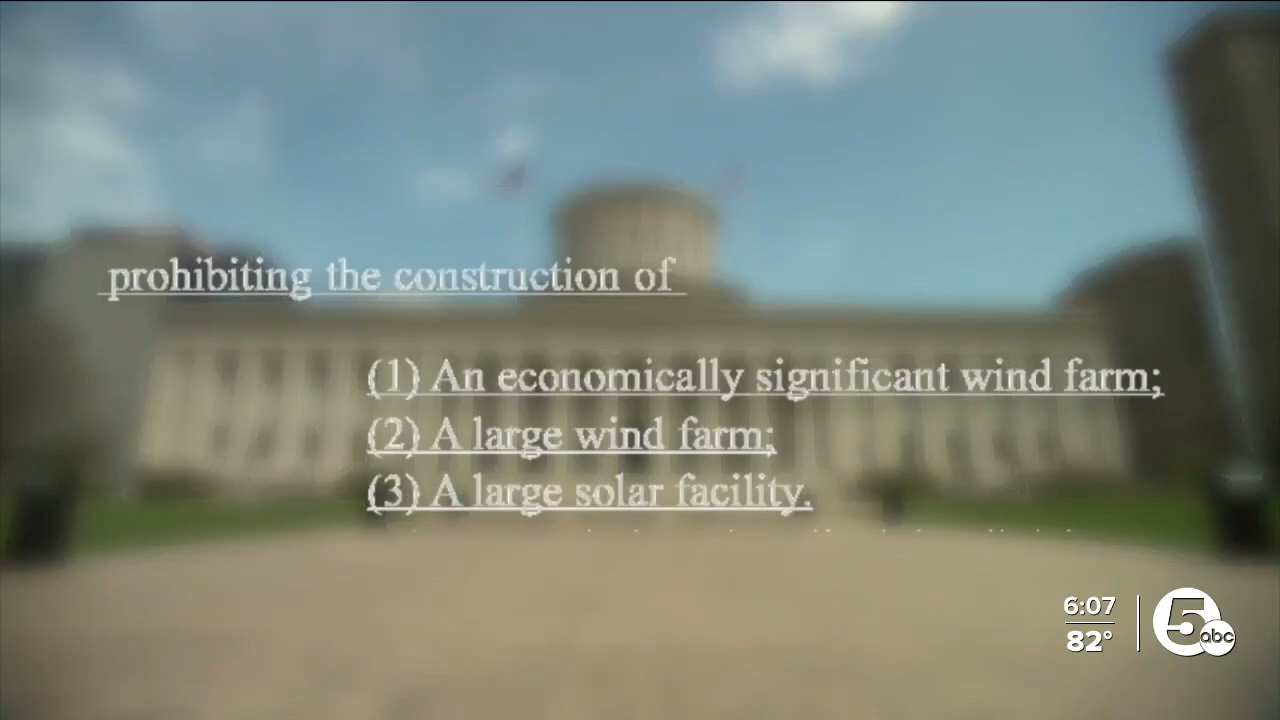 prohibiting the construction of
(1) An economically significant wind farm;
(2) A large wind farm;
(3) A large solar facility.
6:07
82°
5
abc